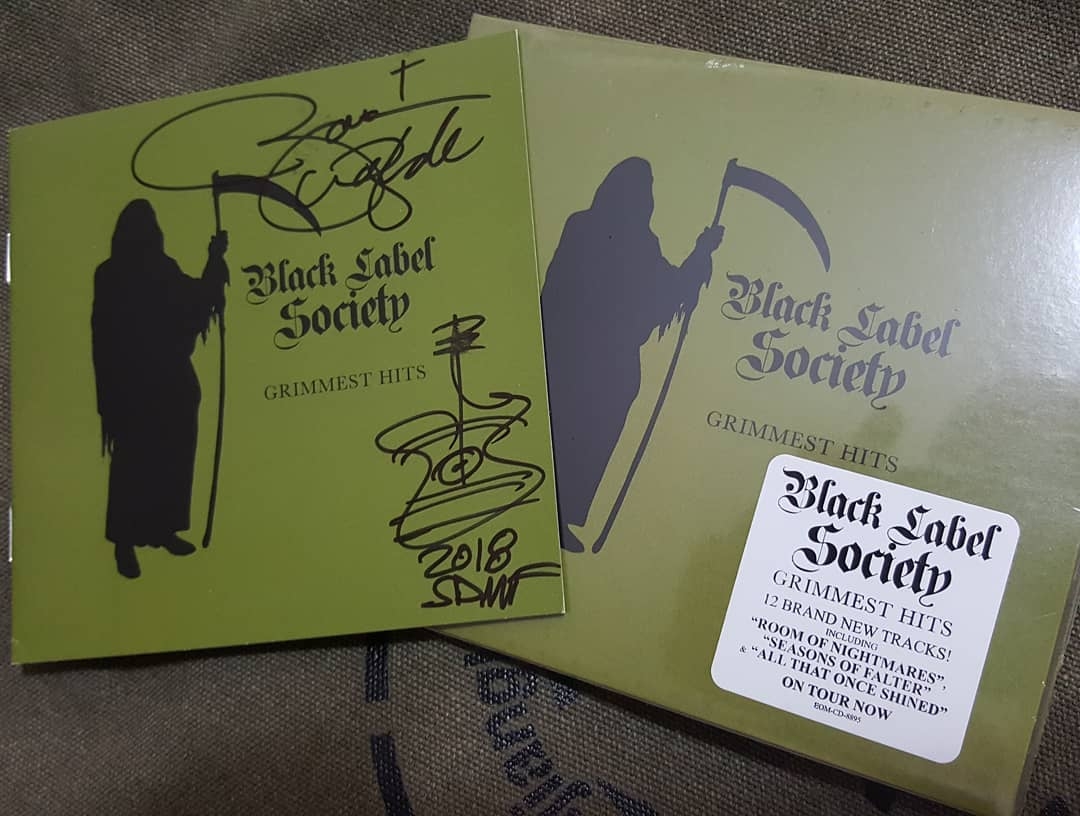 Zakk Wylde
Black Label
Society
GRIMMEST HITS
2018
SDMF
Black Label
Society
GRIMMEST HITS
Black Label
Society
GRIMMEST HITS
12 BRAND NEW TRACKS!
INCLUDING
“ROOM OF NIGHTMARES”,
“SEASONS OF FALTER”
& “ALL THAT ONCE SHINED”
ON TOUR NOW
EOM-CD-8895